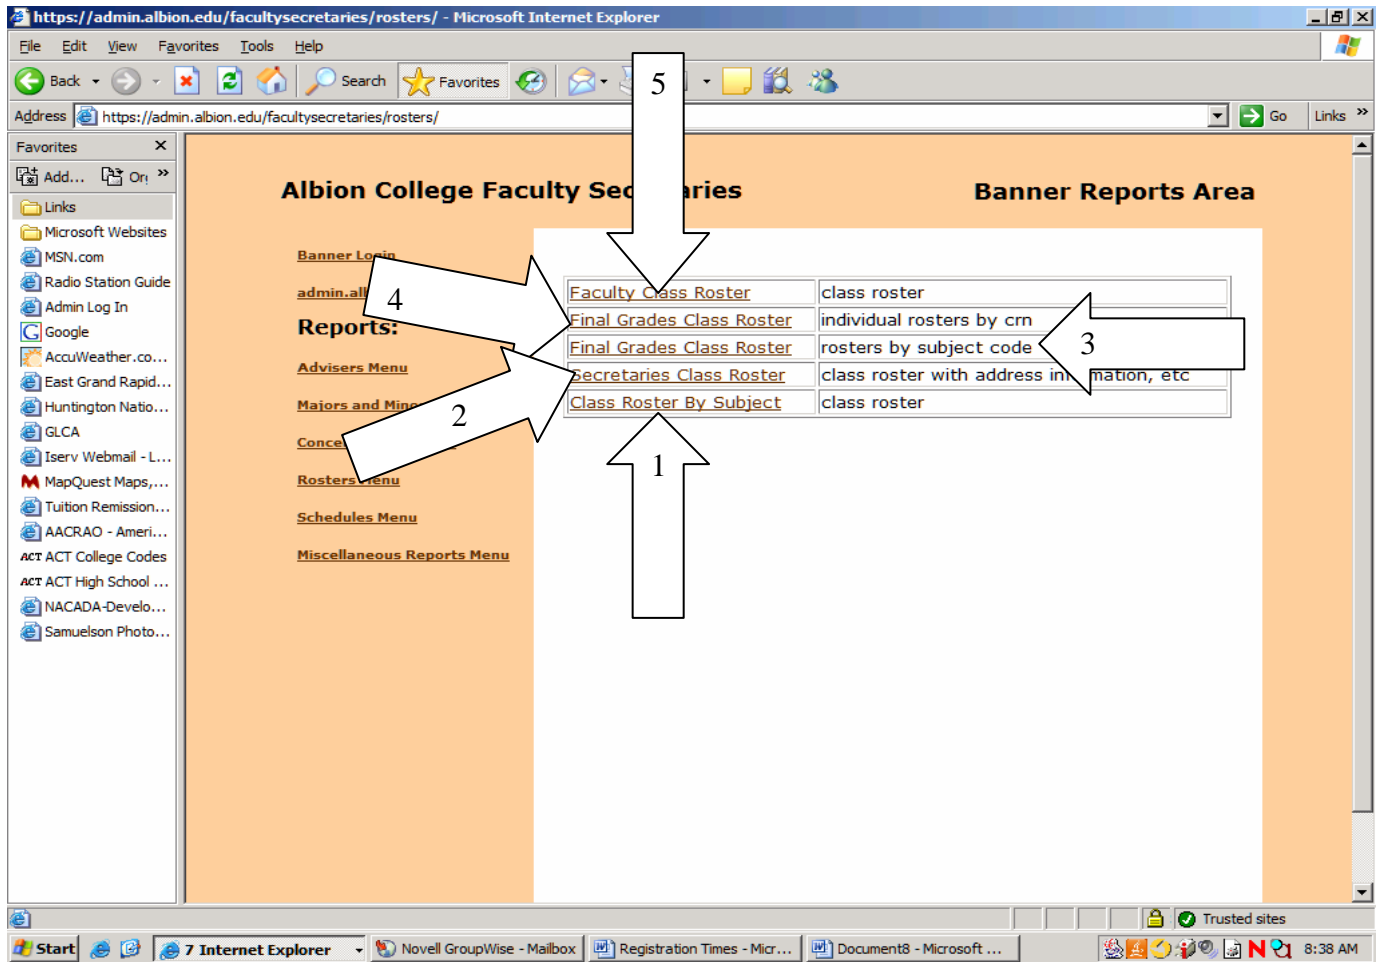 https://admin.albion.edu/facultysecretaries/rosters/ - Microsoft Internet Explorer
File Edit View Favorites Tools Help
Back Search Favorites
Address https://admin.albion.edu/facultysecretaries/rosters/ Go Links »
Favorites
Add... Or »
Links
Microsoft Websites
MSN.com
Radio Station Guide
Admin Log In
Google
AccuWeather.co...
East Grand Rapid...
Huntington Natio...
GLCA
Iserv Webmail - L...
MapQuest Maps,...
Tuition Remission...
AACRAO - Ameri...
ACT ACT College Codes
ACT ACT High School ...
NACADA-Develo...
Samuelson Photo...
Albion College Faculty Sec aries
Banner Reports Area
Banner Login
admin.alb
Reports:
Advisers Menu
Majors and Mino
Conce
Rosters Menu
Schedules Menu
Miscellaneous Reports Menu
Faculty Class Roster class roster
Final Grades Class Roster individual rosters by crn
Final Grades Class Roster rosters by subject code
Secretaries Class Roster class roster with address information, etc
Class Roster By Subject class roster
5
4
3
2
1
Trusted sites
Start 7 Internet Explorer Novell GroupWise - Mailbox Registration Times - Micr... Document8 - Microsoft ... 8:38 AM